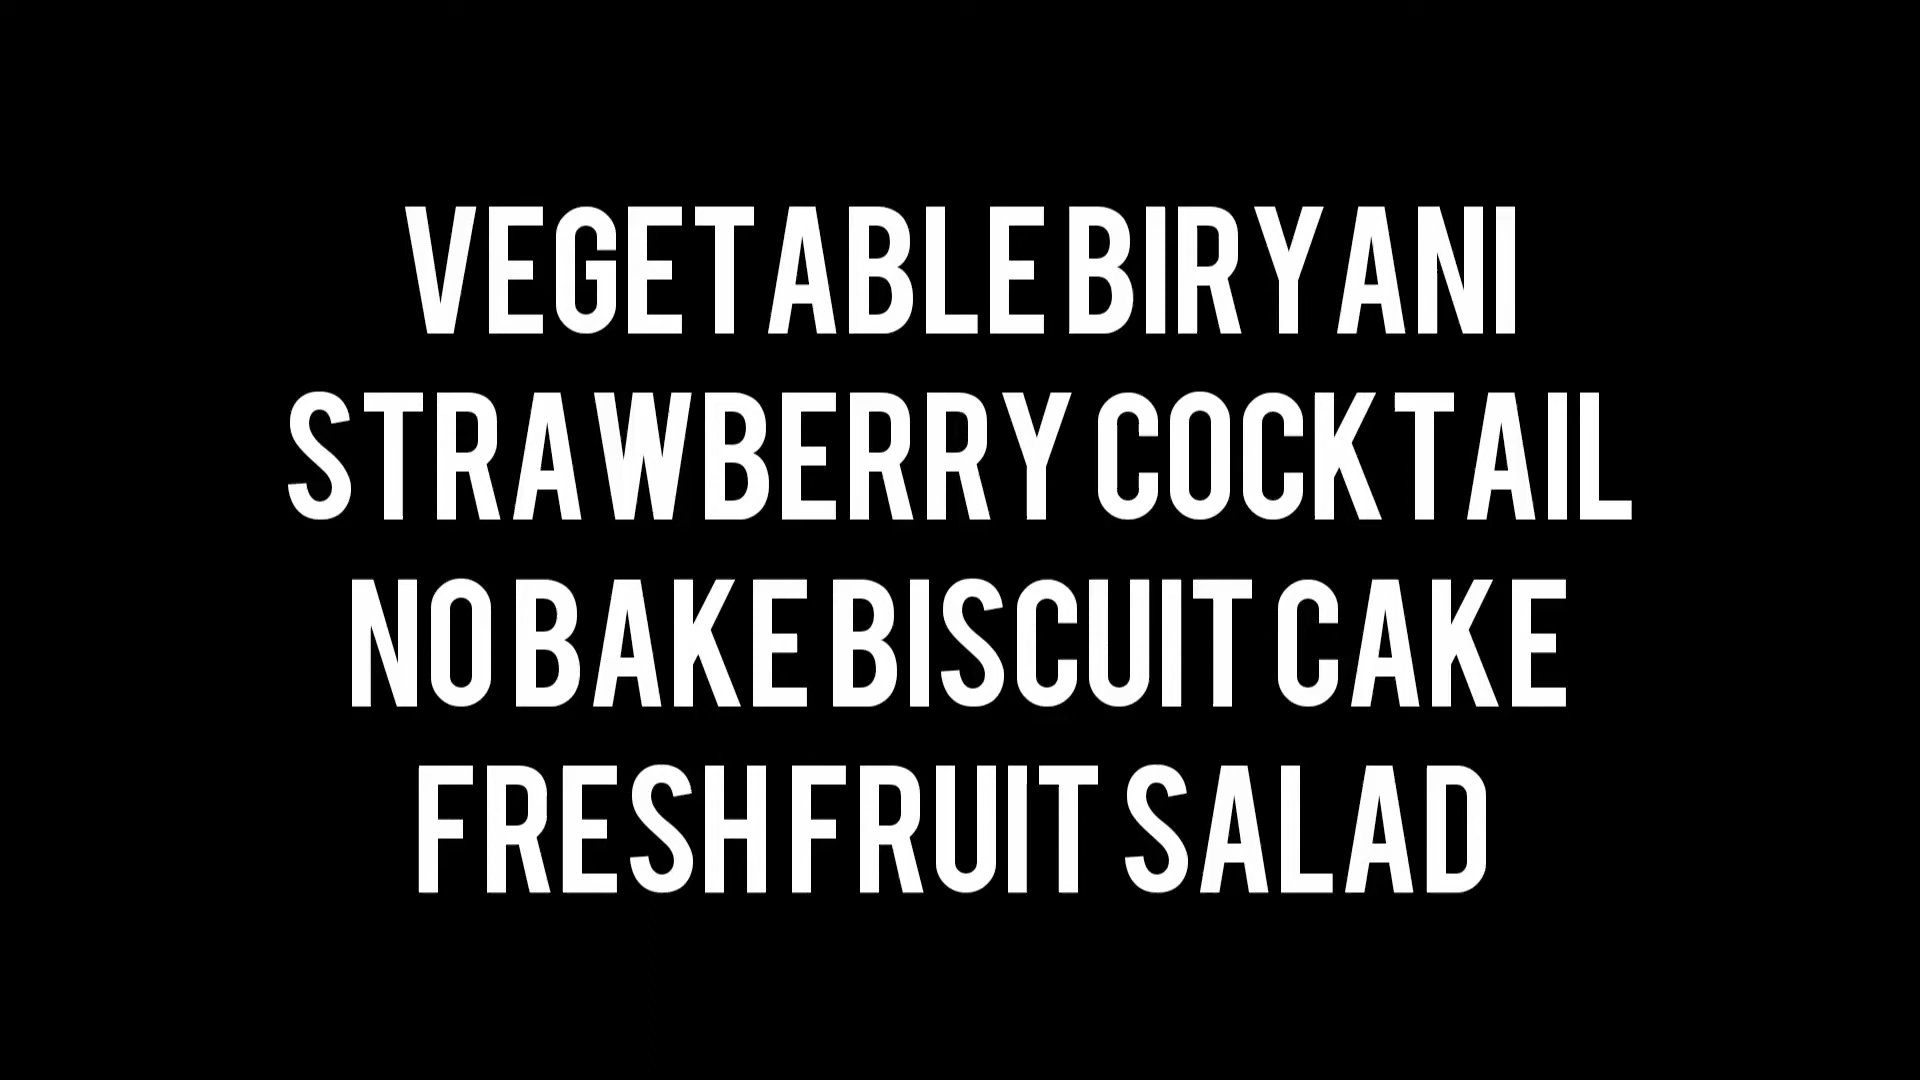 VEGETABLE BIRYANI
STRAWBERRY COCKTAIL
NO BAKE BISCUIT CAKE
FRESH FRUIT SALAD